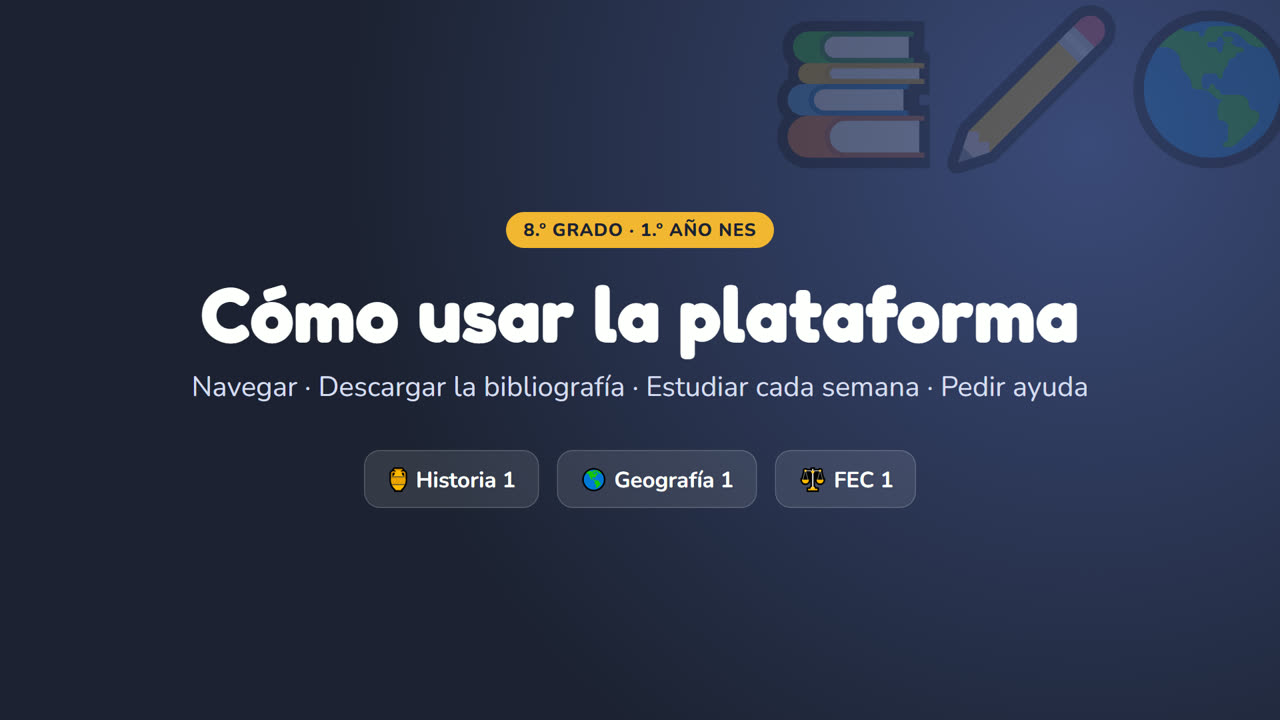 8.º GRADO · 1.º AÑO NES
Cómo usar la plataforma
Navegar · Descargar la bibliografía · Estudiar cada semana · Pedir ayuda
Historia 1
Geografía 1
FEC 1